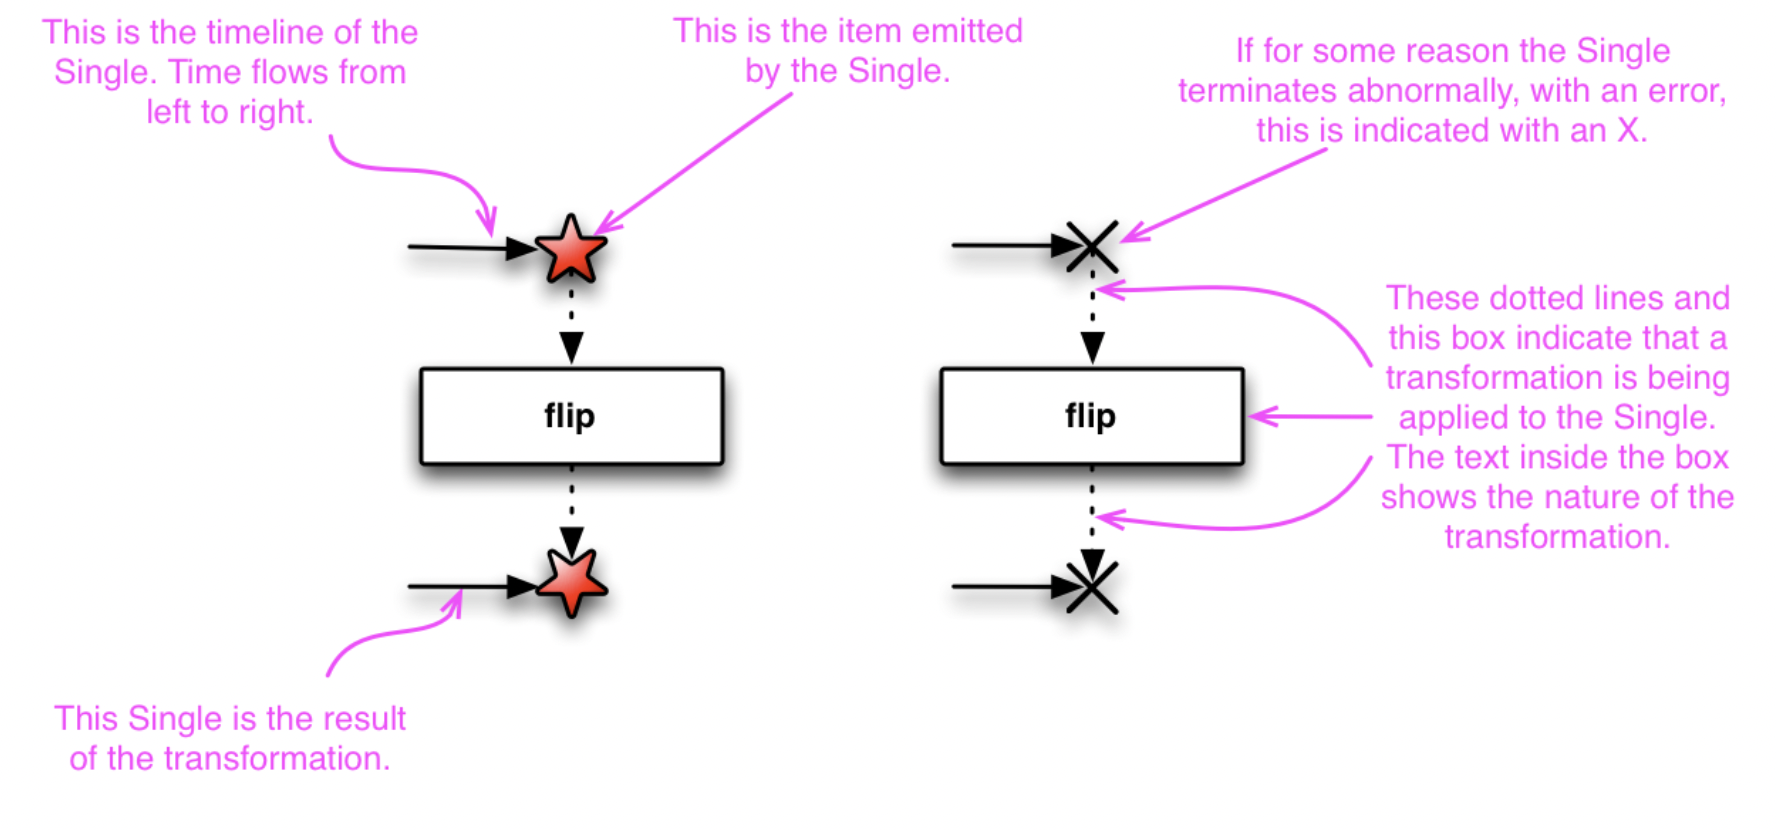 This is the timeline of the
Single. Time flows from
left to right.
This is the item emitted
by the Single.
If for some reason the Single
terminates abnormally, with an error,
this is indicated with an X.
These dotted lines and
this box indicate that a
transformation is being
applied to the Single.
The text inside the box
shows the nature of the
transformation.
flip
flip
This Single is the result
of the transformation.